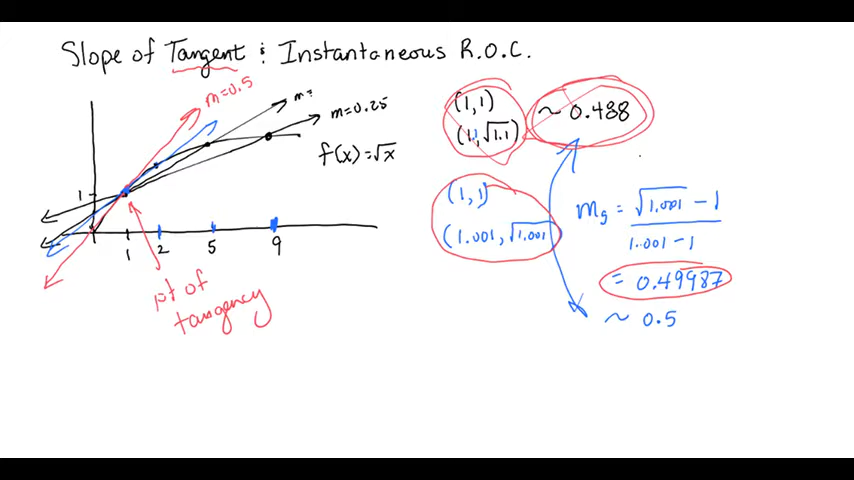 Slope of Tangent & Instantaneous R.O.C.
m=0.5
m=
m=0.25
f(x)=√x
1
1
1
2
5
9
pt of
tangency
(1,1)
(1.1,√1.1)
~ 0.488
(1,1)
(1.001,√1.001)
m₅ = √1.001 - 1
1.001 - 1
= 0.49987
~ 0.5